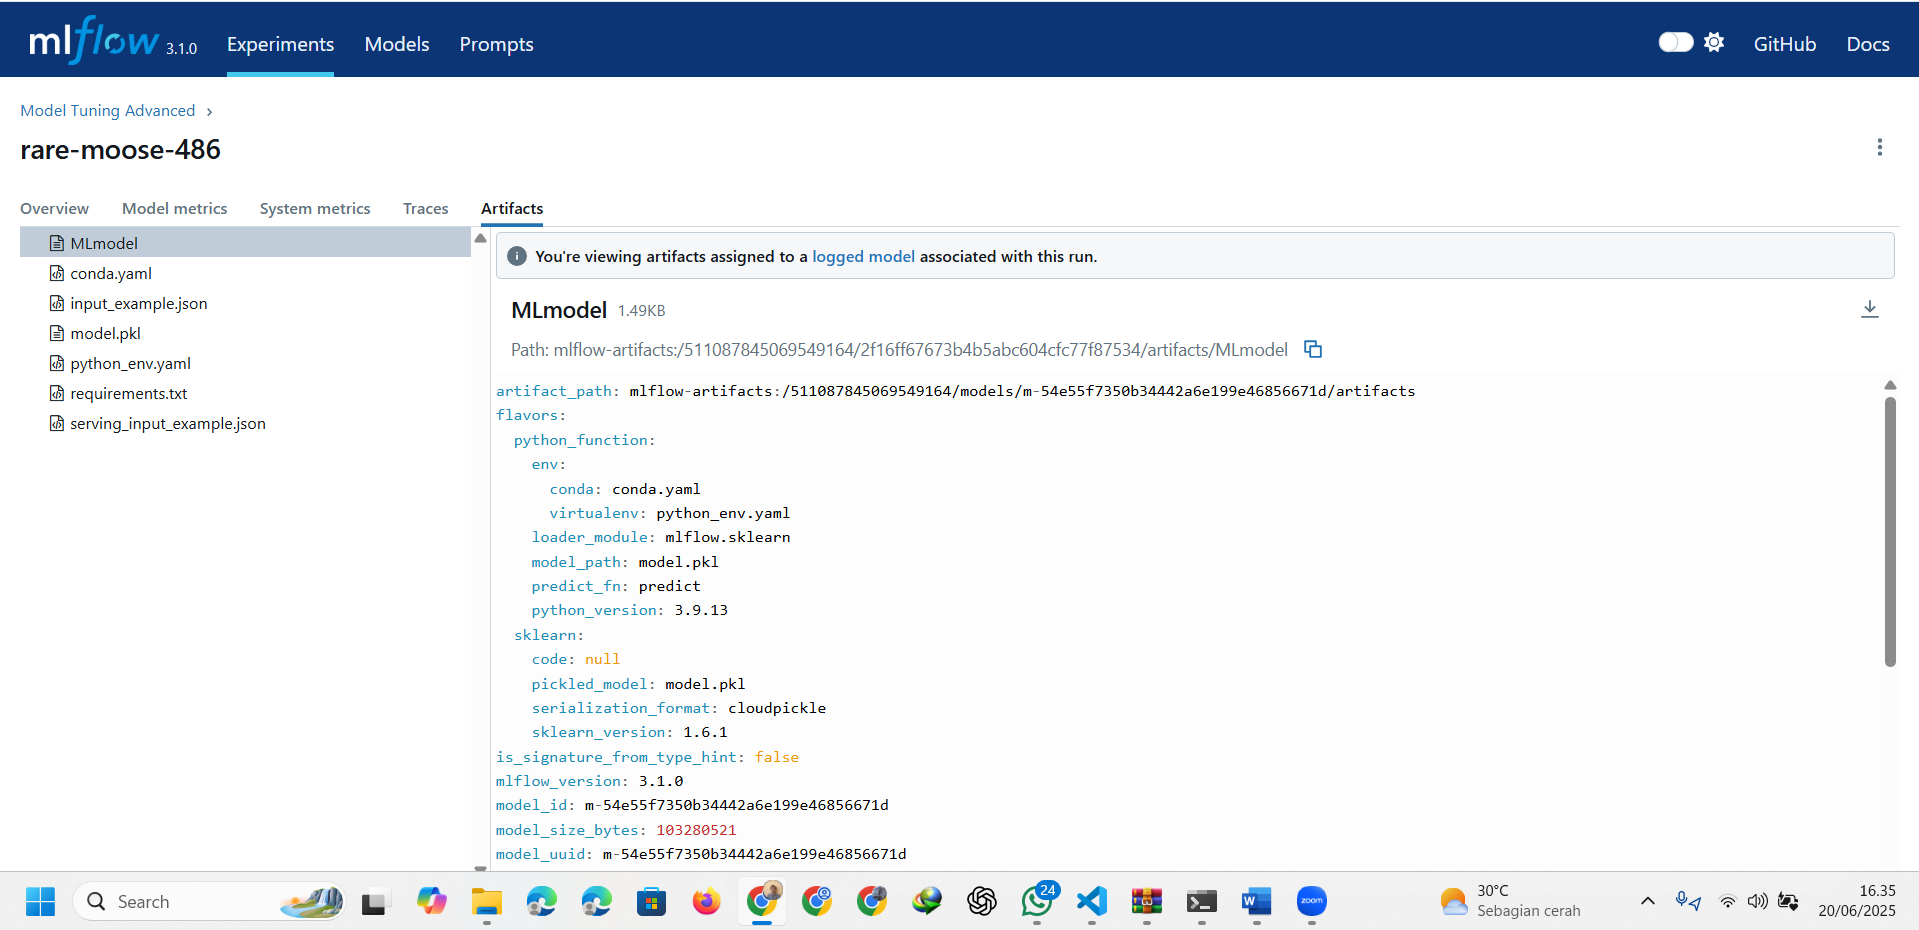 mlflow 3.1.0 Experiments Models Prompts GitHub Docs
Model Tuning Advanced
rare-moose-486
Overview Model metrics System metrics Traces Artifacts
MLmodel
conda.yaml
input_example.json
model.pkl
python_env.yaml
requirements.txt
serving_input_example.json
You're viewing artifacts assigned to a logged model associated with this run.
MLmodel 1.49KB
Path: mlflow-artifacts:/511087845069549164/2f16ff67673b4b5abc604cfc77f87534/artifacts/MLmodel
artifact_path: mlflow-artifacts:/511087845069549164/models/m-54e55f7350b34442a6e199e46856671d/artifacts
flavors:
python_function:
env:
conda: conda.yaml
virtualenv: python_env.yaml
loader_module: mlflow.sklearn
model_path: model.pkl
predict_fn: predict
python_version: 3.9.13
sklearn:
code: null
pickled_model: model.pkl
serialization_format: cloudpickle
sklearn_version: 1.6.1
is_signature_from_type_hint: false
mlflow_version: 3.1.0
model_id: m-54e55f7350b34442a6e199e46856671d
model_size_bytes: 103280521
model_uuid: m-54e55f7350b34442a6e199e46856671d
Search
24
W
zoom
30°C
Sebagian cerah
16.35
20/06/2025